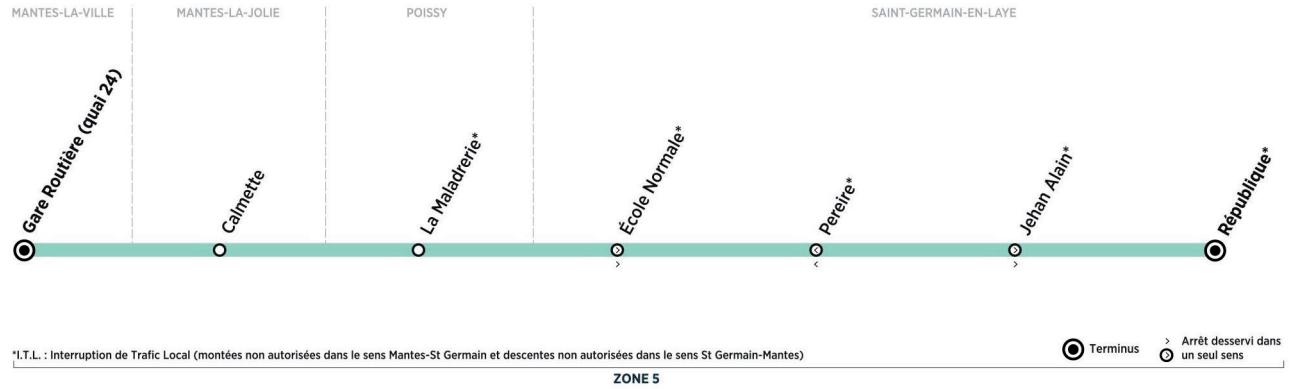 MANTES-LA-VILLE
MANTES-LA-JOLIE
POISSY
SAINT-GERMAIN-EN-LAYE
Gare Routière (quai 24)
Calmette
La Maladrerie*
École Normale*
Pereire*
Jehan Alain*
République*
>
<
>
*I.T.L. : Interruption de Trafic Local (montées non autorisées dans le sens Mantes-St Germain et descentes non autorisées dans le sens St Germain-Mantes)
Terminus
> Arrêt desservi dans
un seul sens
ZONE 5